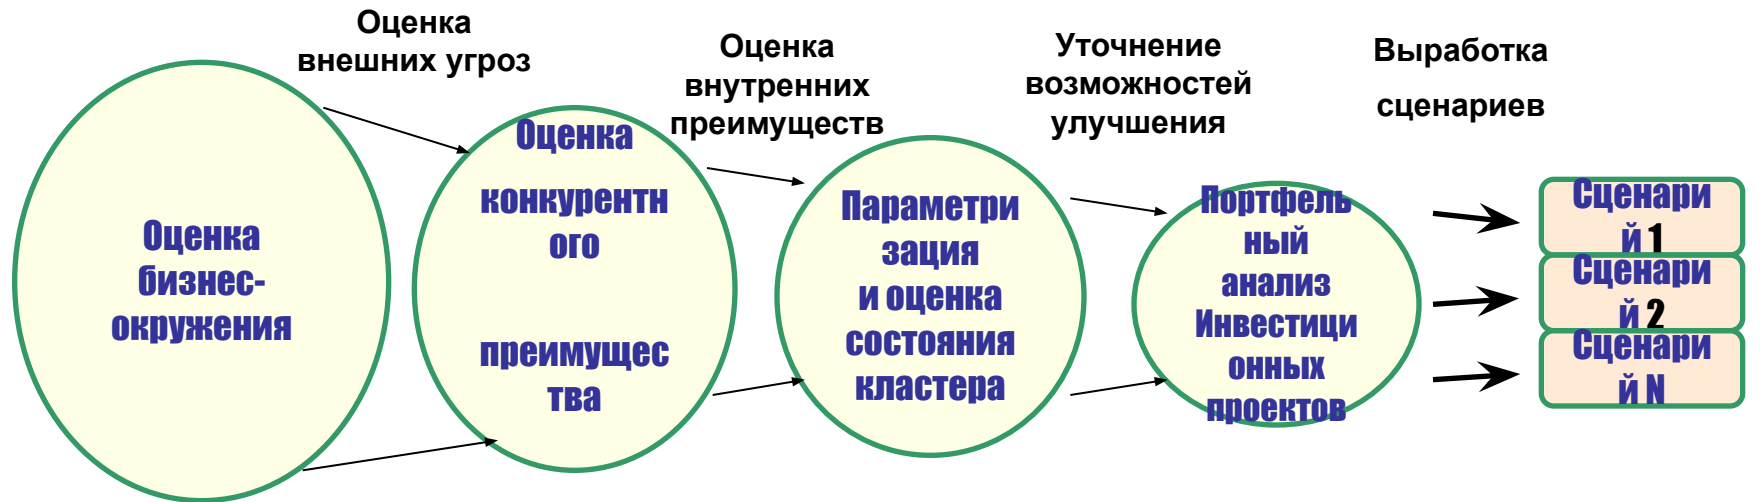 Оценка
внешних угроз
Оценка
внутренних
преимуществ
Уточнение
возможностей
улучшения
Выработка
сценариев
Оценка
бизнес-
окружения
Оценка
конкурентн
ого
преимущес
тва
Параметри
зация
и оценка
состояния
кластера
Портфель
ный
анализ
Инвестици
онных
проектов
Сценари
й 1
Сценари
й 2
Сценари
й N